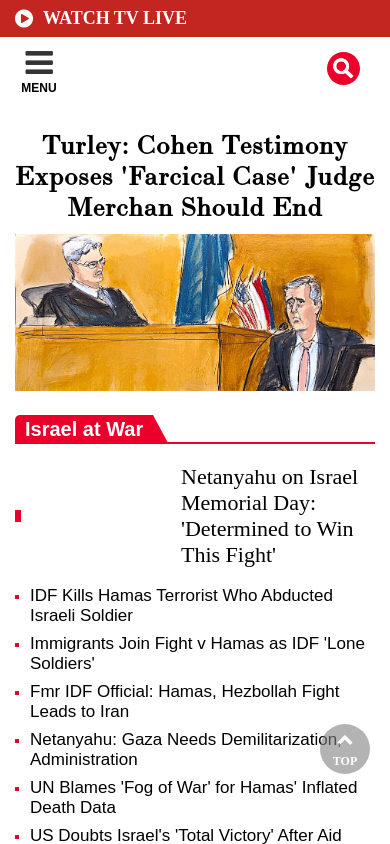 WATCH TV LIVE
MENU
Turley: Cohen Testimony
Exposes 'Farcical Case' Judge
Merchan Should End
Israel at War
Netanyahu on Israel
Memorial Day:
'Determined to Win
This Fight'
IDF Kills Hamas Terrorist Who Abducted
Israeli Soldier
Immigrants Join Fight v Hamas as IDF 'Lone
Soldiers'
Fmr IDF Official: Hamas, Hezbollah Fight
Leads to Iran
Netanyahu: Gaza Needs Demilitarization,
Administration
TOP
UN Blames 'Fog of War' for Hamas' Inflated
Death Data
US Doubts Israel's 'Total Victory' After Aid